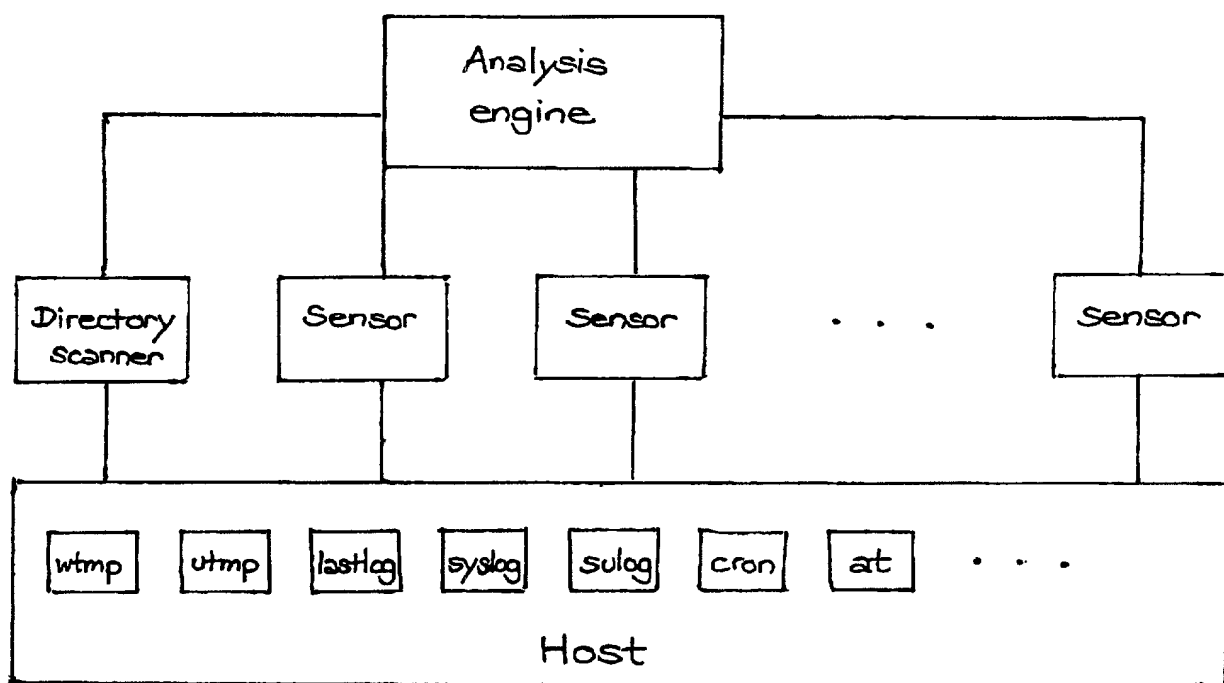 Analysis
engine
Directory
scanner
Sensor
Sensor
. . .
Sensor
wtmp
utmp
lastlog
syslog
sulog
cron
at
. . .
Host